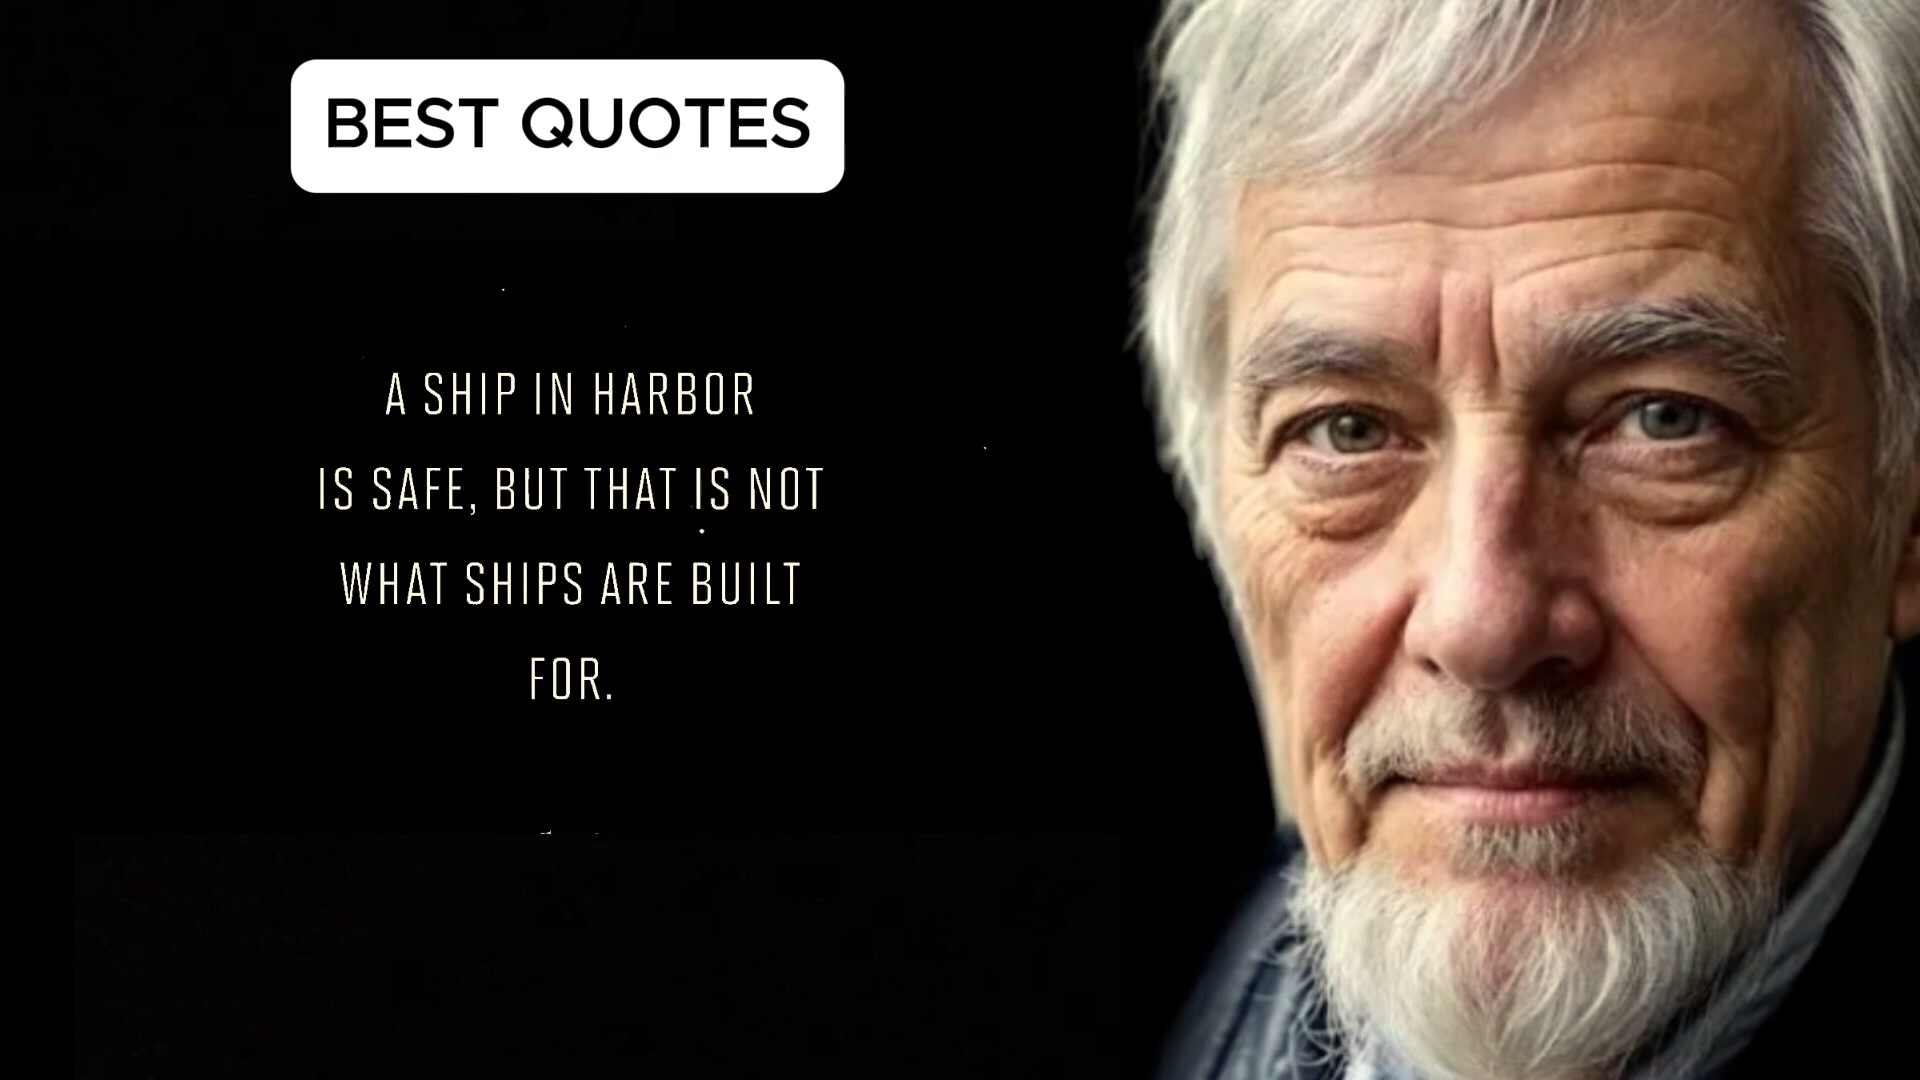 BEST QUOTES
A SHIP IN HARBOR
IS SAFE, BUT THAT IS NOT
WHAT SHIPS ARE BUILT
FOR.